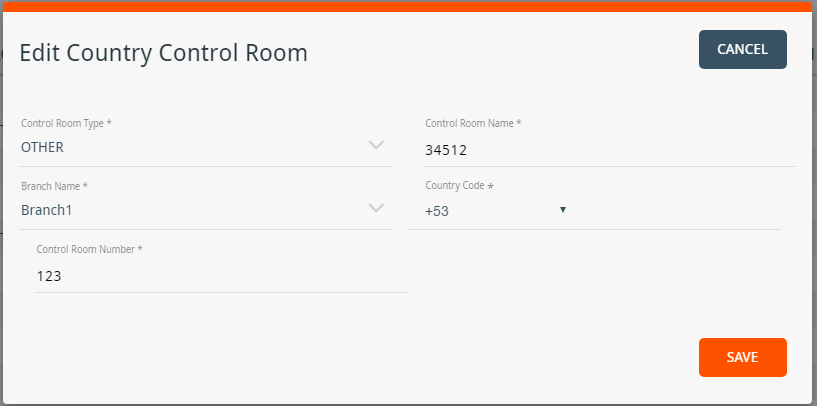 Edit Country Control Room
CANCEL
Control Room Type *
OTHER
Control Room Name *
34512
Branch Name *
Branch1
Country Code *
+53
Control Room Number *
123
SAVE